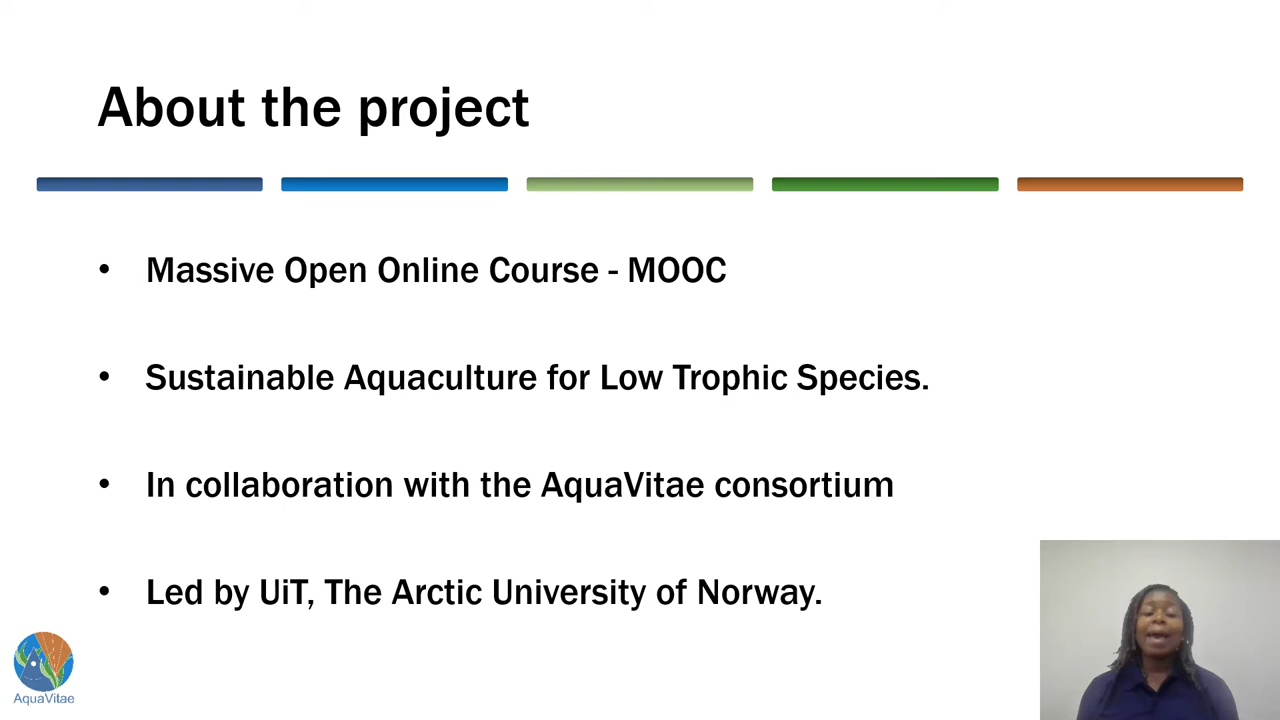 About the project
• Massive Open Online Course - MOOC
• Sustainable Aquaculture for Low Trophic Species.
• In collaboration with the AquaVitae consortium
• Led by UiT, The Arctic University of Norway.
AquaVitae